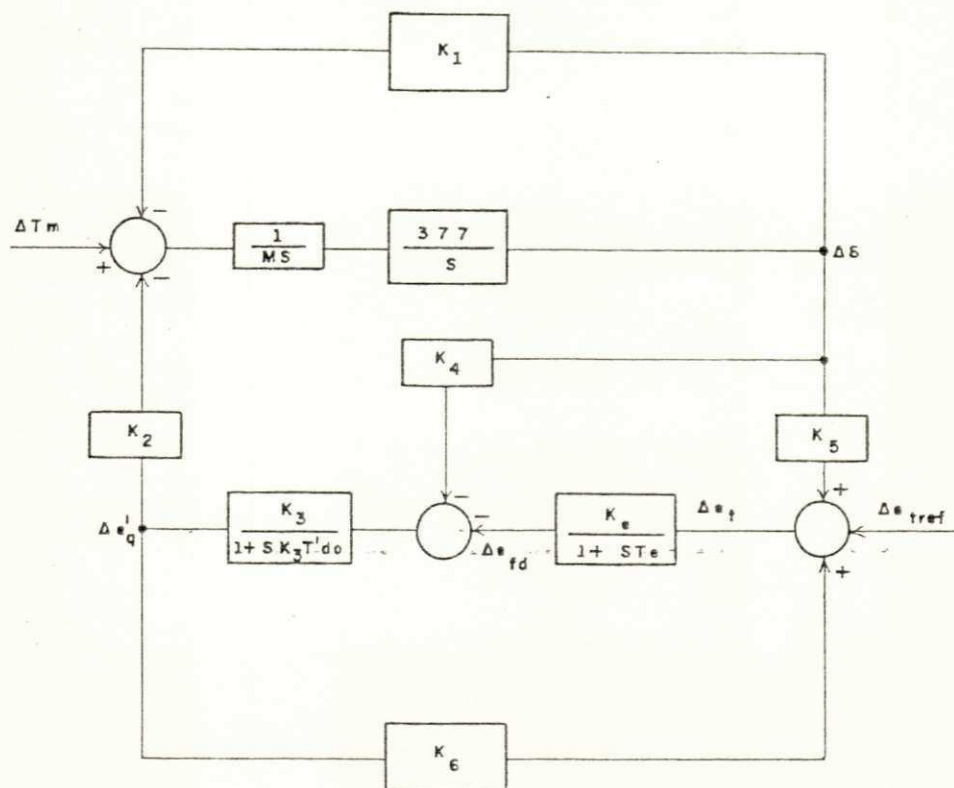 K1
ΔTm
+
−
−
1
MS
377
S
Δδ
K4
K2
K5
Δe'q
K3
1+SK3T'do
−
−
Δefd
Ke
1+STe
Δet
+
+
Δetref
K6